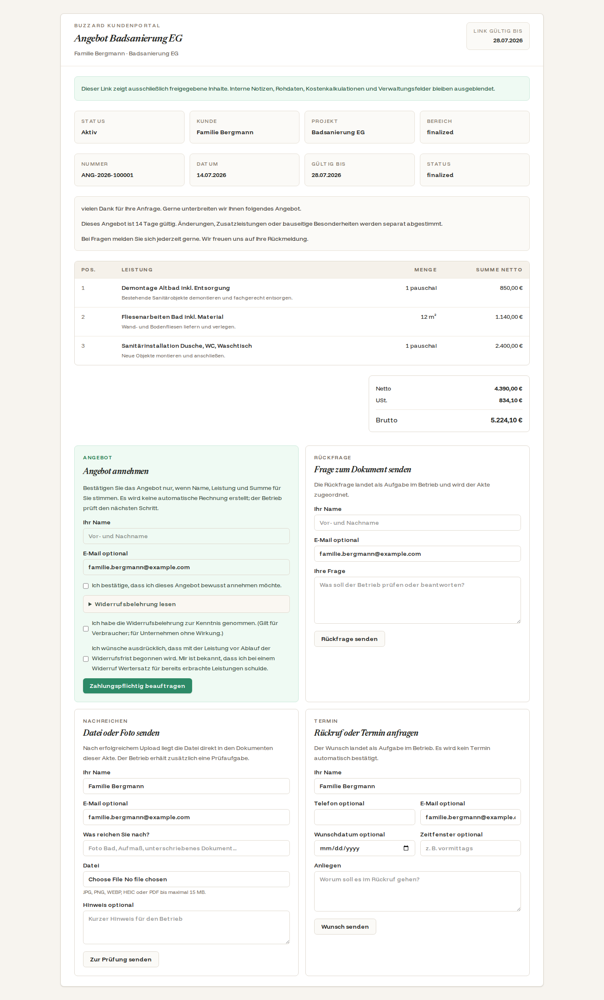 BUZZARD KUNDENPORTAL
Angebot Badsanierung EG
Familie Bergmann · Badsanierung EG
LINK GÜLTIG BIS
28.07.2026
Dieser Link zeigt ausschließlich freigegebene Inhalte. Interne Notizen, Rohdaten, Kostenkalkulationen und Verwaltungsfelder bleiben ausgeblendet.
STATUS
Aktiv
KUNDE
Familie Bergmann
PROJEKT
Badsanierung EG
BEREICH
finalized
NUMMER
ANG-2026-100001
DATUM
14.07.2026
GÜLTIG BIS
28.07.2026
STATUS
finalized
vielen Dank für Ihre Anfrage. Gerne unterbreiten wir Ihnen folgendes Angebot.
Dieses Angebot ist 14 Tage gültig. Änderungen, Zusatzleistungen oder bauseitige Besonderheiten werden separat abgestimmt.
Bei Fragen melden Sie sich jederzeit gerne. Wir freuen uns auf Ihre Rückmeldung.
POS. LEISTUNG MENGE SUMME NETTO
1 Demontage Altbad inkl. Entsorgung 1 pauschal 850,00 €
Bestehende Sanitärobjekte demontieren und fachgerecht entsorgen.
2 Fliesenarbeiten Bad inkl. Material 12 m² 1.140,00 €
Wand- und Bodenfliesen liefern und verlegen.
3 Sanitärinstallation Dusche, WC, Waschtisch 1 pauschal 2.400,00 €
Neue Objekte montieren und anschließen.
Netto 4.390,00 €
USt. 834,10 €
Brutto 5.224,10 €
ANGEBOT
Angebot annehmen
Bestätigen Sie das Angebot nur, wenn Name, Leistung und Summe für
Sie stimmen. Es wird keine automatische Rechnung erstellt; der Betrieb
prüft den nächsten Schritt.
Ihr Name
Vor- und Nachname
E-Mail optional
familie.bergmann@example.com
Ich bestätige, dass ich dieses Angebot bewusst annehmen möchte.
Widerrufsbelehrung lesen
Ich habe die Widerrufsbelehrung zur Kenntnis genommen. (Gilt für
Verbraucher; für Unternehmen ohne Wirkung.)
Ich wünsche ausdrücklich, dass mit der Leistung vor Ablauf der
Widerrufsfrist begonnen wird. Mir ist bekannt, dass ich bei einem
Widerruf Wertersatz für bereits erbrachte Leistungen schulde.
Zahlungspflichtig beauftragen
RÜCKFRAGE
Frage zum Dokument senden
Die Rückfrage landet als Aufgabe im Betrieb und wird der Akte
zugeordnet.
Ihr Name
Vor- und Nachname
E-Mail optional
familie.bergmann@example.com
Ihre Frage
Was soll der Betrieb prüfen oder beantworten?
Rückfrage senden
NACHREICHEN
Datei oder Foto senden
Nach erfolgreichem Upload liegt die Datei direkt in den Dokumenten
dieser Akte. Der Betrieb erhält zusätzlich eine Prüfaufgabe.
Ihr Name
Familie Bergmann
E-Mail optional
familie.bergmann@example.com
Was reichen Sie nach?
Foto Bad, Aufmaß, unterschriebenes Dokument...
Datei
Choose File No file chosen
JPG, PNG, WEBP, HEIC oder PDF bis maximal 15 MB.
Hinweis optional
Kurzer Hinweis für den Betrieb
Zur Prüfung senden
TERMIN
Rückruf oder Termin anfragen
Der Wunsch landet als Aufgabe im Betrieb. Es wird kein Termin
automatisch bestätigt.
Ihr Name
Familie Bergmann
Telefon optional
E-Mail optional
familie.bergmann@example.c
Wunschdatum optional
mm/dd/yyyy
Zeitfenster optional
z. B. vormittags
Anliegen
Worum soll es im Rückruf gehen?
Wunsch senden